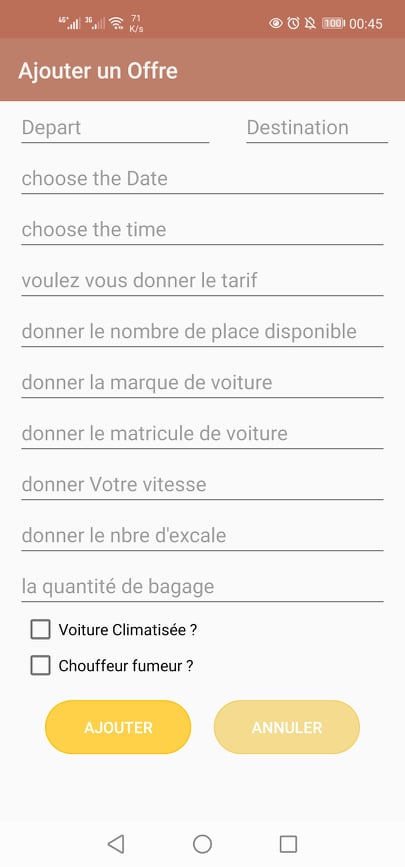 4G+ 3G 71 K/s 100 00:45
Ajouter un Offre
Depart Destination
choose the Date
choose the time
voulez vous donner le tarif
donner le nombre de place disponible
donner la marque de voiture
donner le matricule de voiture
donner Votre vitesse
donner le nbre d'excale
la quantité de bagage
Voiture Climatisée ?
Chouffeur fumeur ?
AJOUTER ANNULER